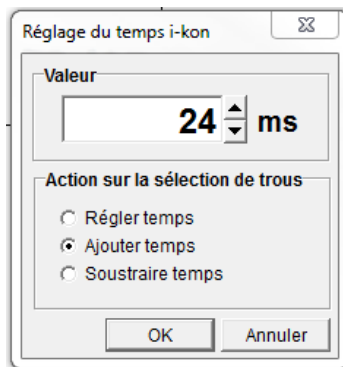 Réglage du temps i-kon
Valeur
24 ms
Action sur la sélection de trous
Régler temps
Ajouter temps
Soustraire temps
OK Annuler